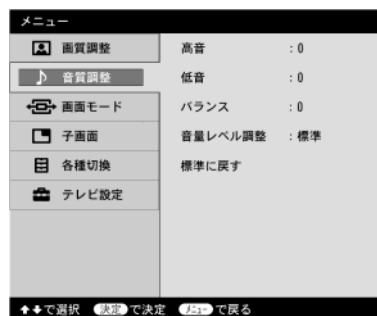 メニュー
画質調整
音質調整
画面モード
子画面
各種切換
テレビ設定
高音 : 0
低音 : 0
バランス : 0
音量レベル調整 : 標準
標準に戻す
で選択 決定 で決定 メニュー で戻る